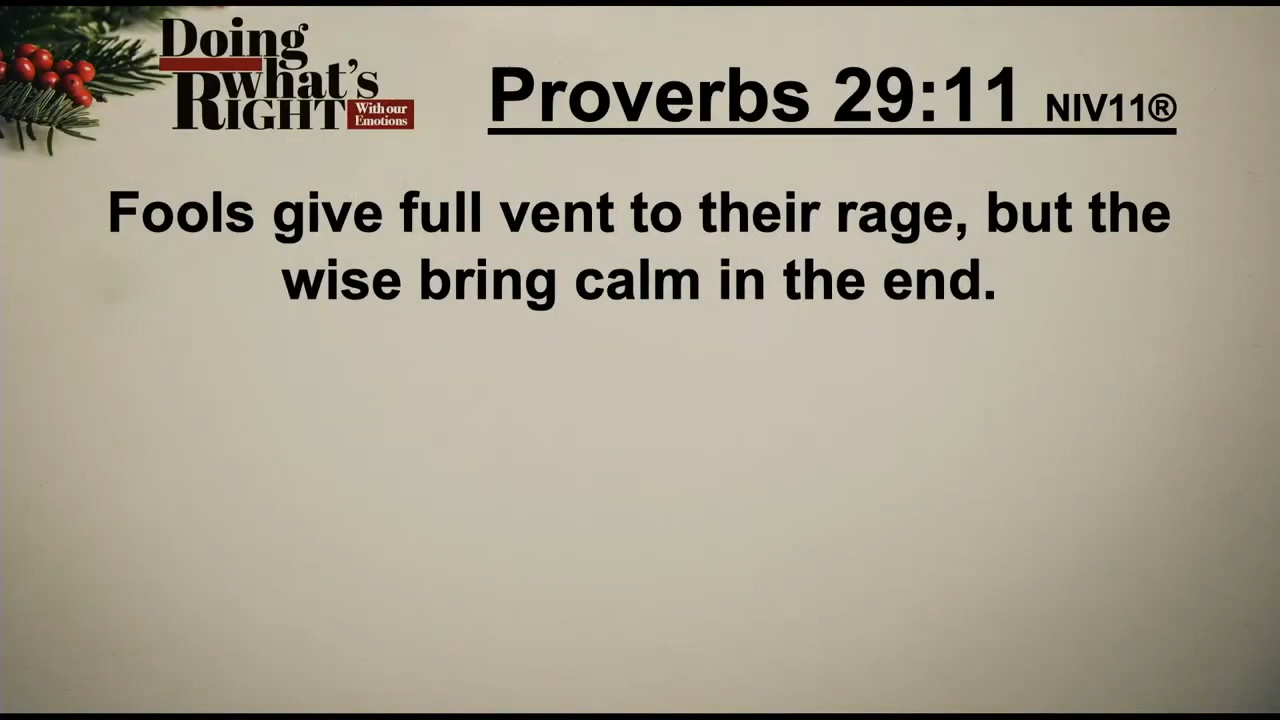 Doing
what's
RIGHT
With our
Emotions
Proverbs 29:11 NIV11®
Fools give full vent to their rage, but the
wise bring calm in the end.